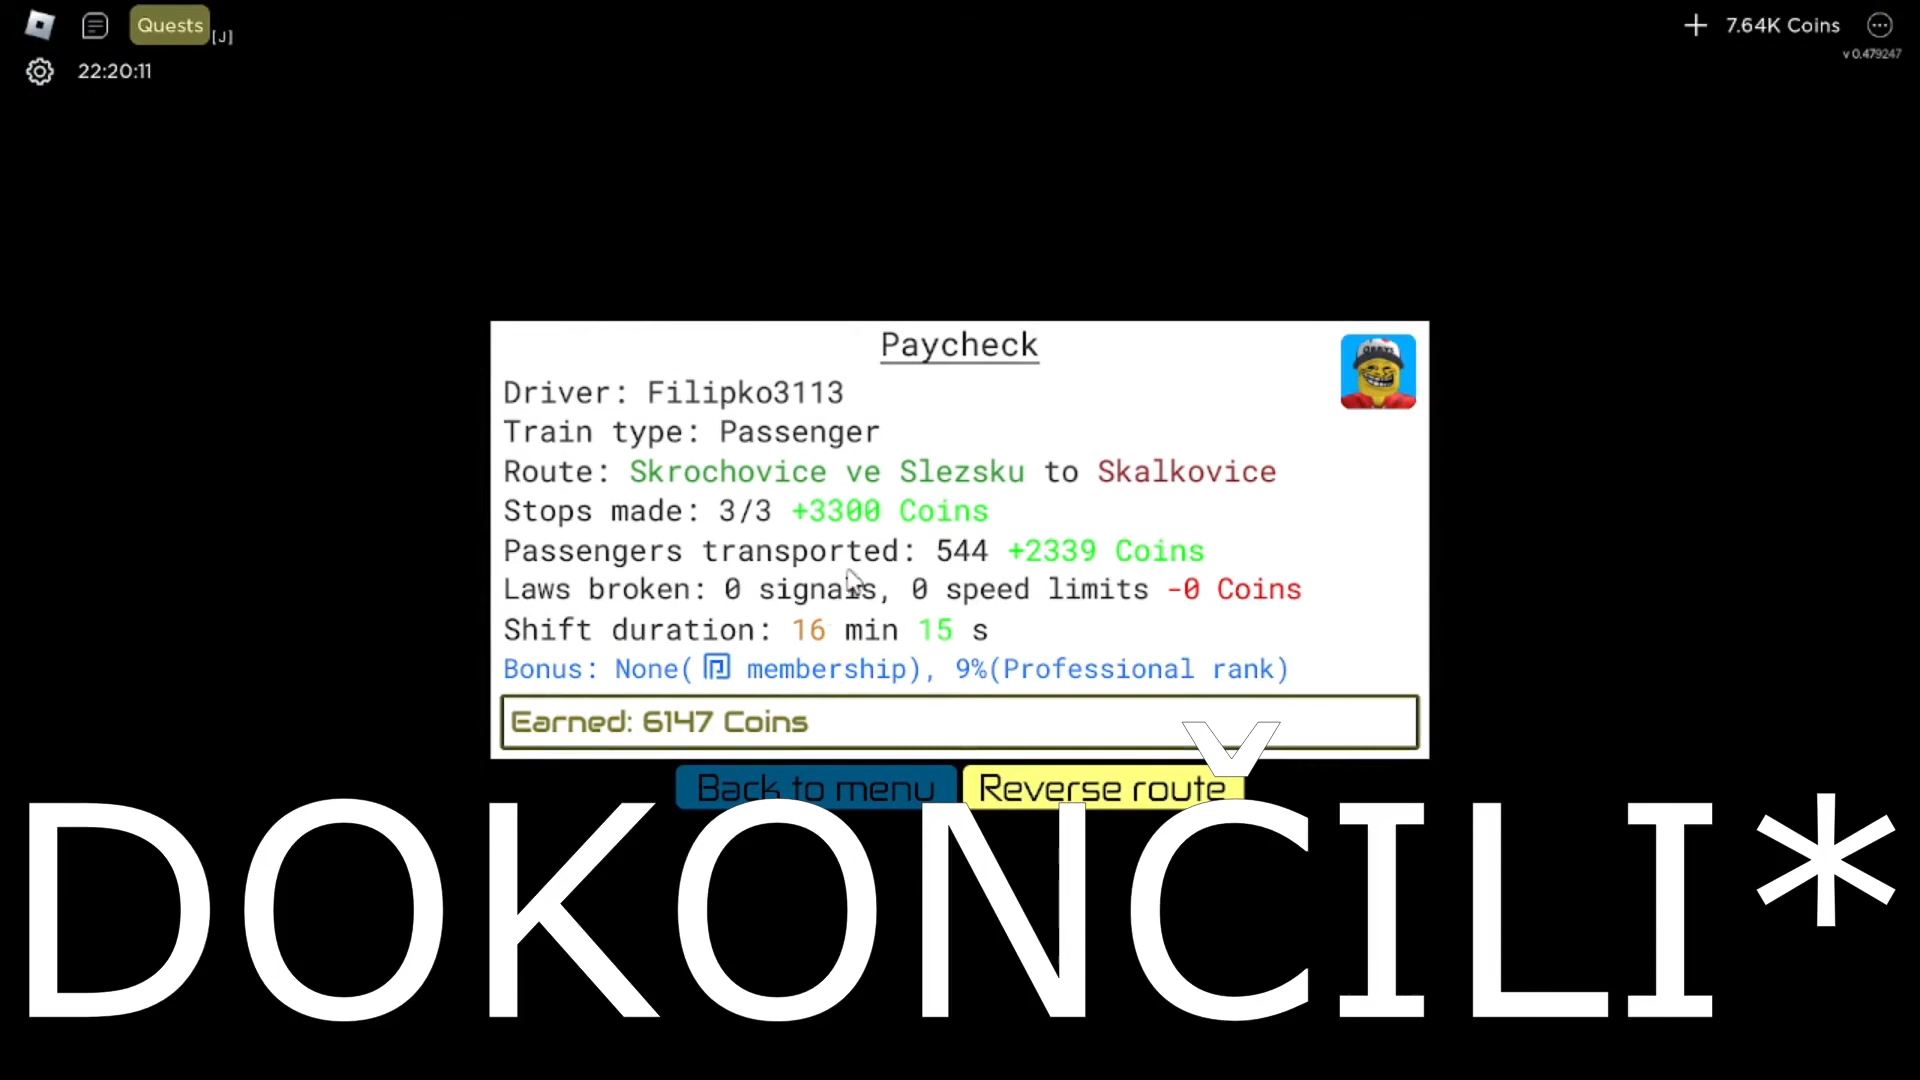 Quests [J]
+ 7.64K Coins
v 0.479247
22:20:11
Paycheck
Driver: Filipko3113
Train type: Passenger
Route: Skrochovice ve Slezsku to Skalkovice
Stops made: 3/3 +3300 Coins
Passengers transported: 544 +2339 Coins
Laws broken: 0 signals, 0 speed limits -0 Coins
Shift duration: 16 min 15 s
Bonus: None( membership), 9%(Professional rank)
Earned: 6147 Coins
Back to menu
Reverse route
DOKONČILI*